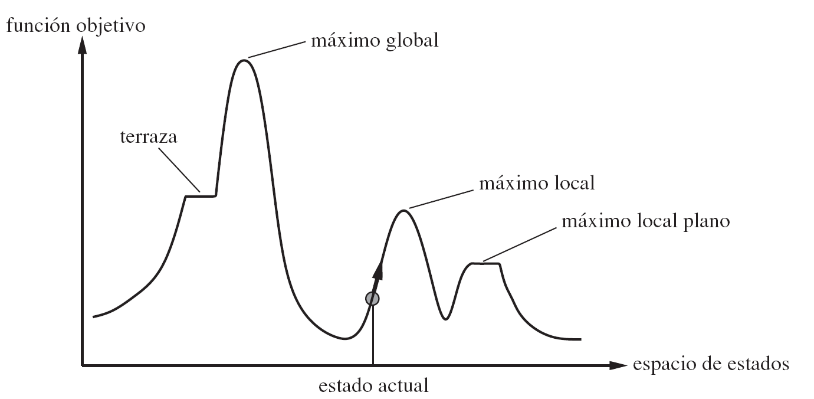 función objetivo
máximo global
terraza
máximo local
máximo local plano
espacio de estados
estado actual